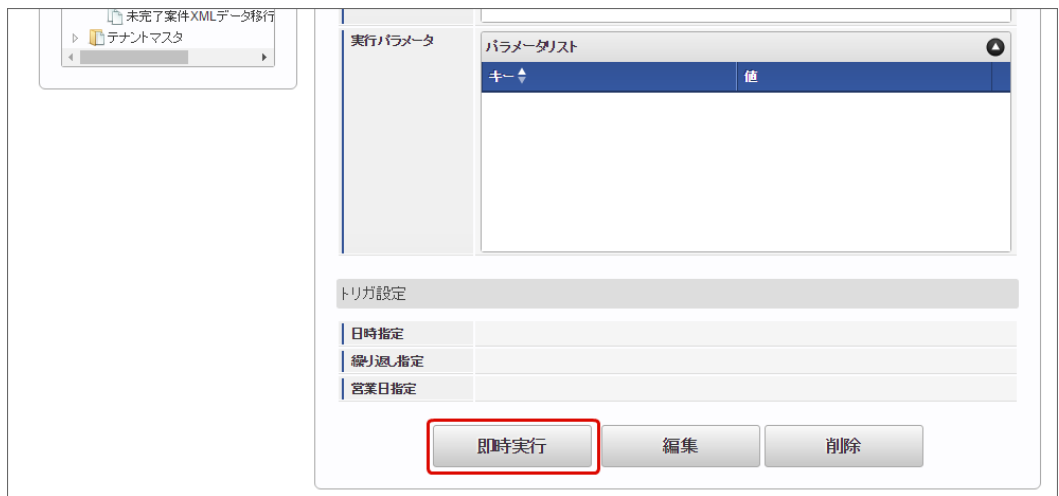 未完了案件XMLデータ移行
テナントマスタ
実行パラメータ
パラメータリスト
キー 値
トリガ設定
日時指定
繰り返し指定
営業日指定
即時実行 編集 削除